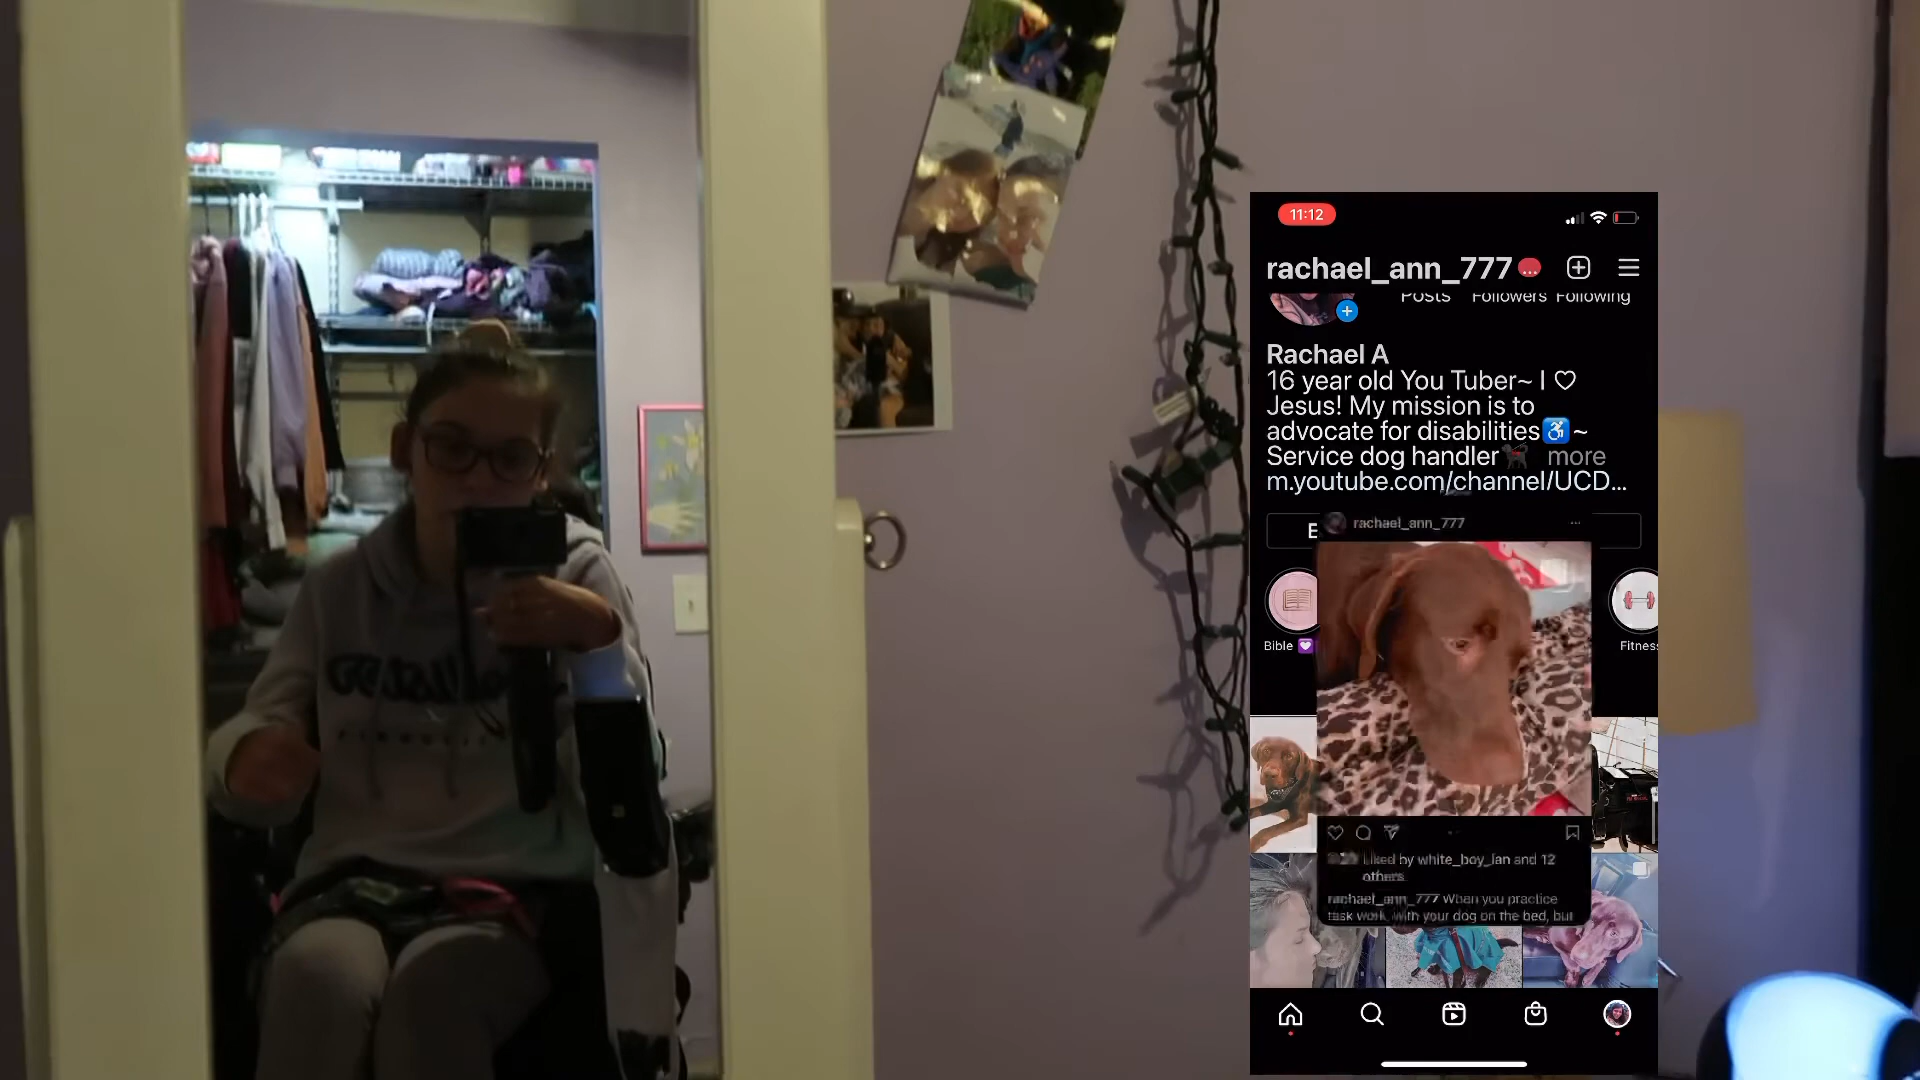 11:12
rachael_ann_777
Posts Followers Following
Rachael A
16 year old You Tuber~ I ♡
Jesus! My mission is to
advocate for disabilities♿~
Service dog handler🐕‍🦺 more
m.youtube.com/channel/UCD...
E
rachael_ann_777
Bible 💜
Fitness
Liked by white_boy_ian and 12
others
rachael_ann_777 When you practice
task work with your dog on the bed, but